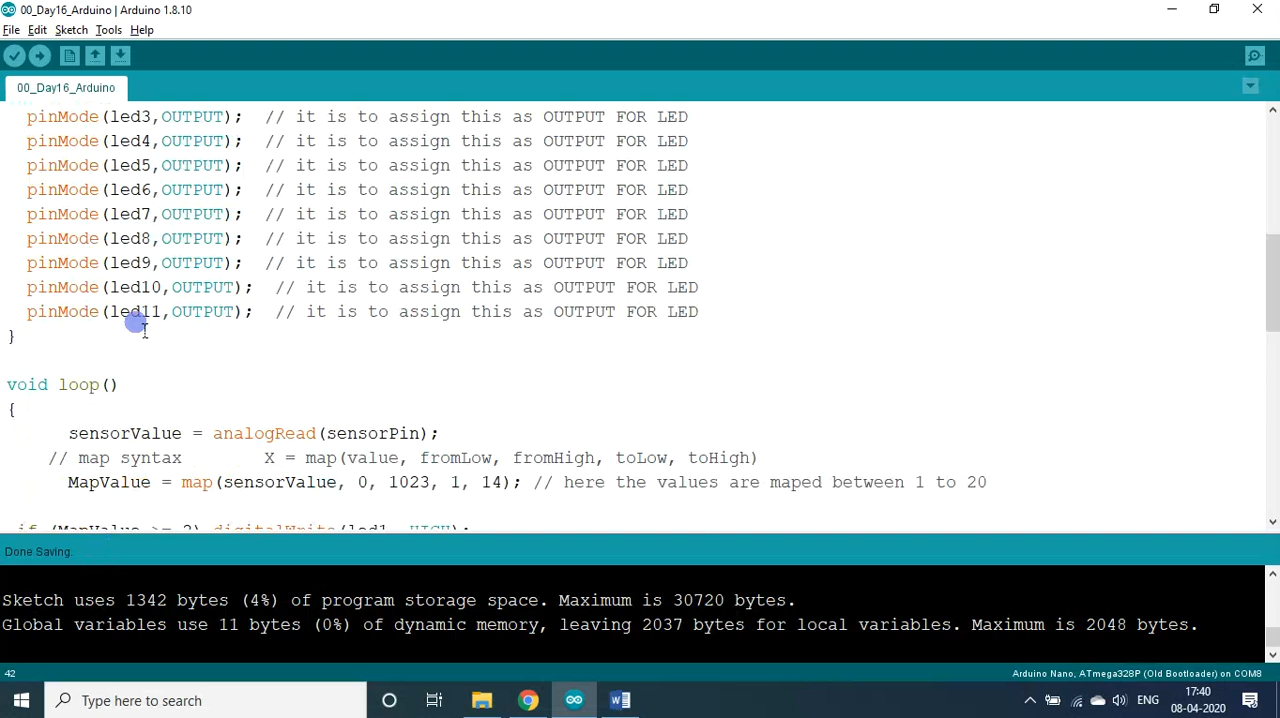 00_Day16_Arduino | Arduino 1.8.10
File Edit Sketch Tools Help
00_Day16_Arduino
pinMode(led3,OUTPUT);  // it is to assign this as OUTPUT FOR LED
pinMode(led4,OUTPUT);  // it is to assign this as OUTPUT FOR LED
pinMode(led5,OUTPUT);  // it is to assign this as OUTPUT FOR LED
pinMode(led6,OUTPUT);  // it is to assign this as OUTPUT FOR LED
pinMode(led7,OUTPUT);  // it is to assign this as OUTPUT FOR LED
pinMode(led8,OUTPUT);  // it is to assign this as OUTPUT FOR LED
pinMode(led9,OUTPUT);  // it is to assign this as OUTPUT FOR LED
pinMode(led10,OUTPUT);  // it is to assign this as OUTPUT FOR LED
pinMode(led11,OUTPUT);  // it is to assign this as OUTPUT FOR LED
}
void loop()
{
sensorValue = analogRead(sensorPin);
// map syntax        X = map(value, fromLow, fromHigh, toLow, toHigh)
MapValue = map(sensorValue, 0, 1023, 1, 14); // here the values are maped between 1 to 20
if (MapValue >= 2) digitalWrite(led1, HIGH);
Done Saving.
Sketch uses 1342 bytes (4%) of program storage space. Maximum is 30720 bytes.
Global variables use 11 bytes (0%) of dynamic memory, leaving 2037 bytes for local variables. Maximum is 2048 bytes.
42
Arduino Nano, ATmega328P (Old Bootloader) on COM8
Type here to search
ENG
17:40
08-04-2020